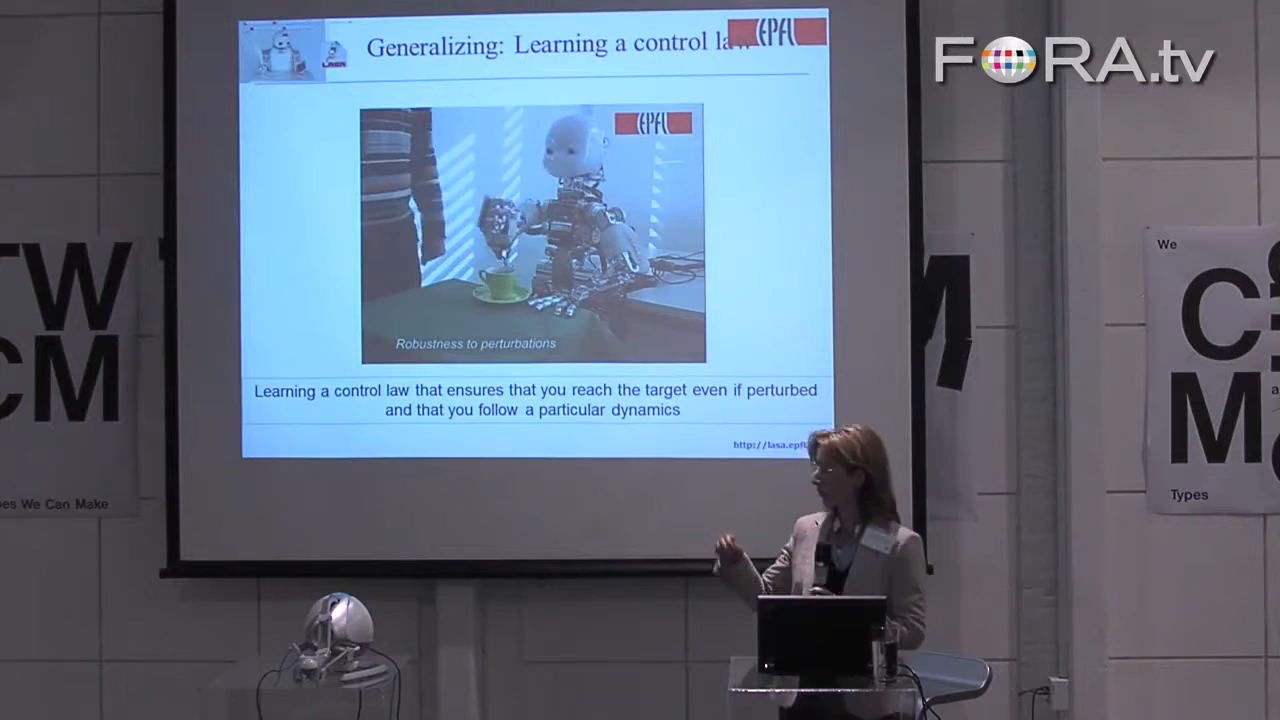 FORA.tv
Generalizing: Learning a control law
EPFL
EPFL
LASA
Robustness to perturbations
Learning a control law that ensures that you reach the target even if perturbed
and that you follow a particular dynamics
http://lasa.epfl
TW
CM
Types We Can Make
M
We
C
M
Types